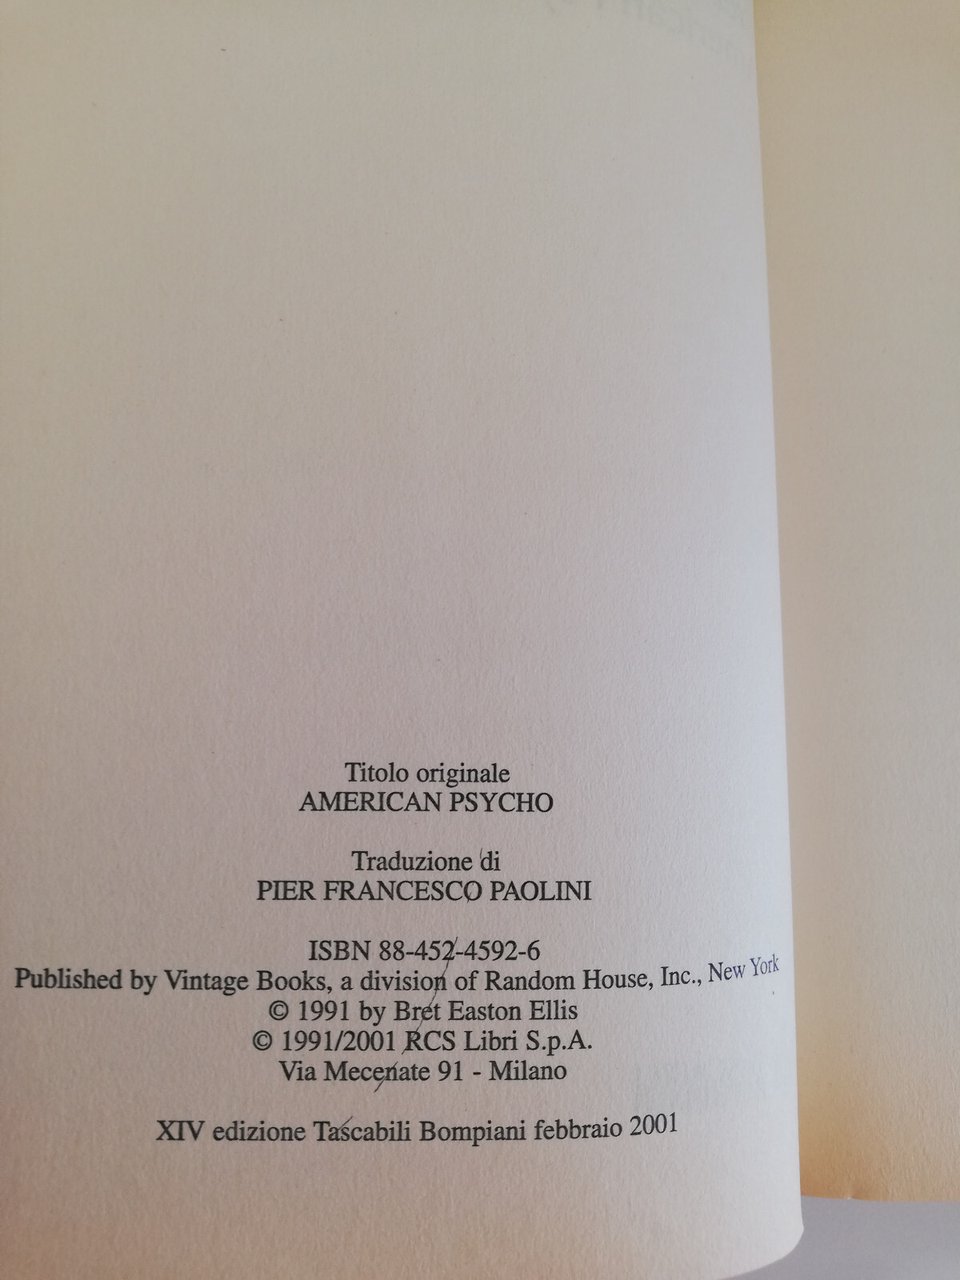 Titolo originale
AMERICAN PSYCHO
Traduzione di
PIER FRANCESCO PAOLINI
ISBN 88-452-4592-6
Published by Vintage Books, a division of Random House, Inc., New York
© 1991 by Bret Easton Ellis
© 1991/2001 RCS Libri S.p.A.
Via Mecenate 91 - Milano
XIV edizione Tascabili Bompiani febbraio 2001